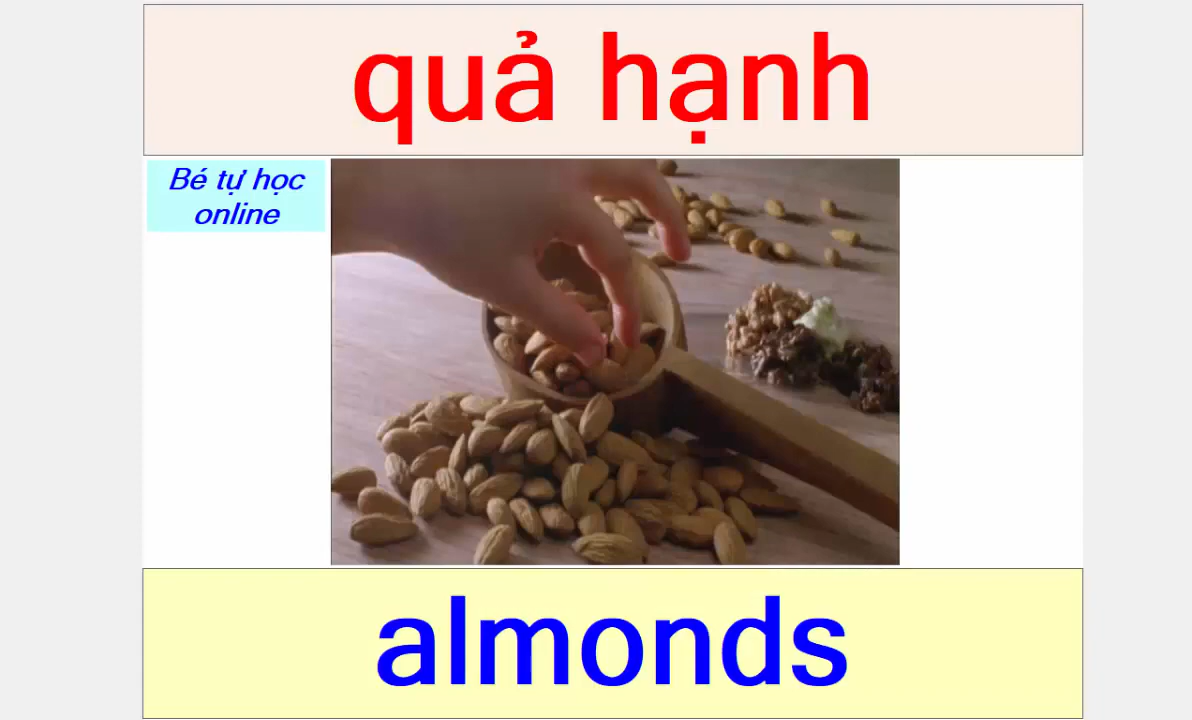 quả hạnh
Bé tự học
online
almonds